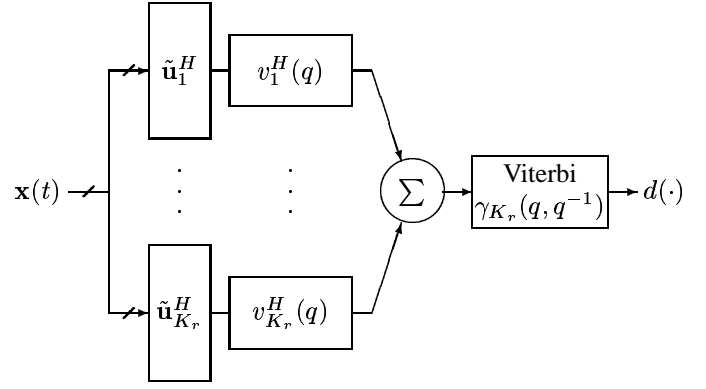 ũ₁ᴴ v₁ᴴ(q)
x(t) ∑ Viterbi γ_{K_r}(q, q⁻¹) d(·)
ũ_{K_r}ᴴ v_{K_r}ᴴ(q)